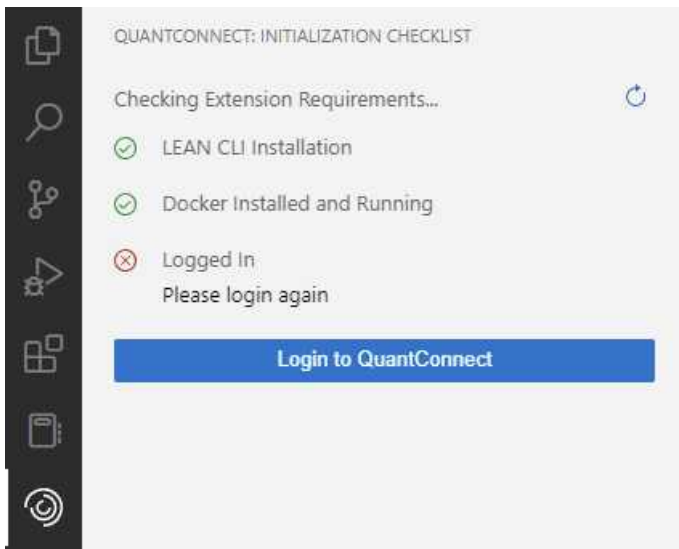 QUANTCONNECT: INITIALIZATION CHECKLIST
Checking Extension Requirements...
LEAN CLI Installation
Docker Installed and Running
Logged In
Please login again
Login to QuantConnect